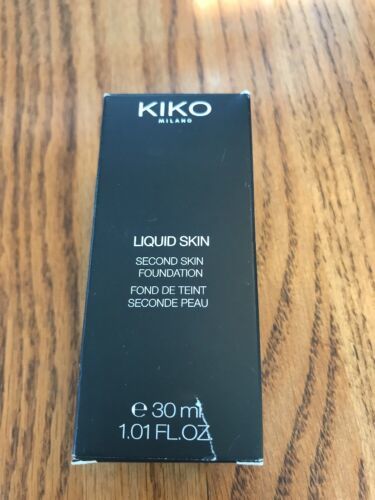 KIKO
MILANO
LIQUID SKIN
SECOND SKIN
FOUNDATION
FOND DE TEINT
SECONDE PEAU
℮ 30 ml
1.01 FL.OZ